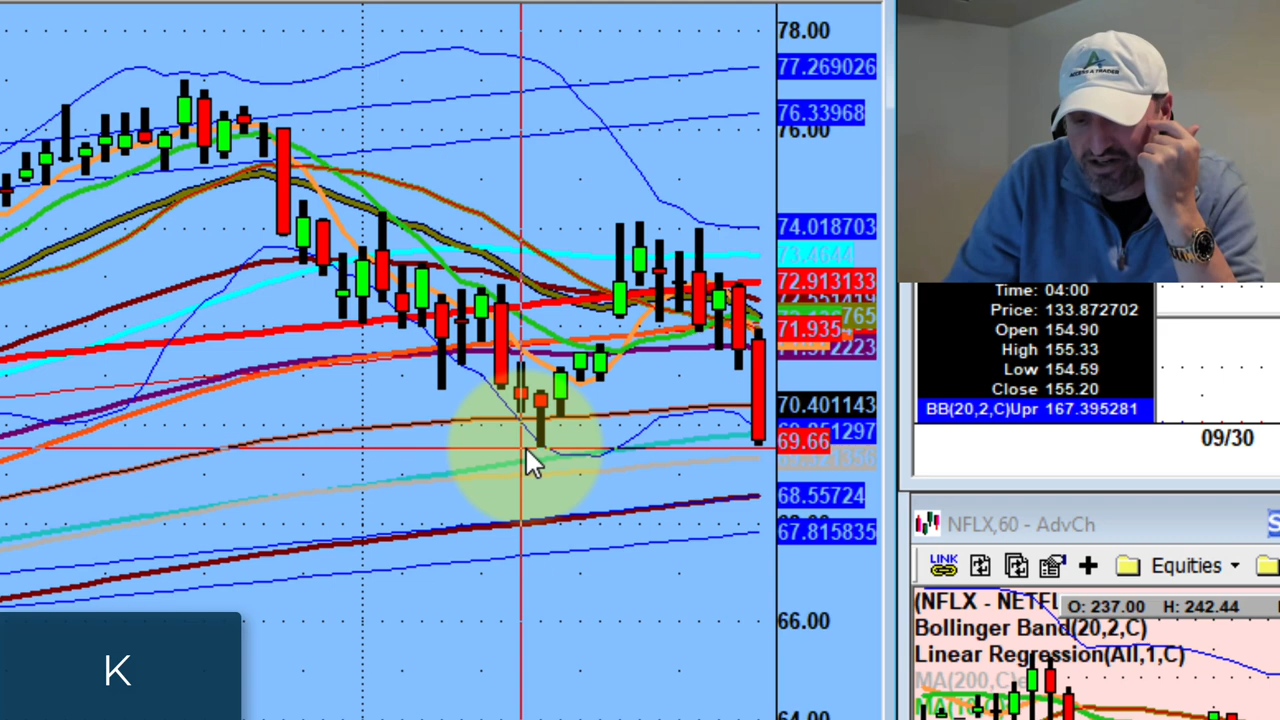 78.00
77.269026
76.33968
76.00
74.018703
73.4644
72.913133
71.935
70.401143
69.66
68.55724
67.815835
66.00
64.00
K
Time: 04:00
Price: 133.872702
Open 154.90
High 155.33
Low 154.59
Close 155.20
BB(20,2,C)Upr 167.395281
09/30
NFLX,60 - AdvCh
LINK
Equities
(NFLX - NETFL
O: 237.00 H: 242.44
Bollinger Band(20,2,C)
Linear Regression(All,1,C)
MA(200,C)